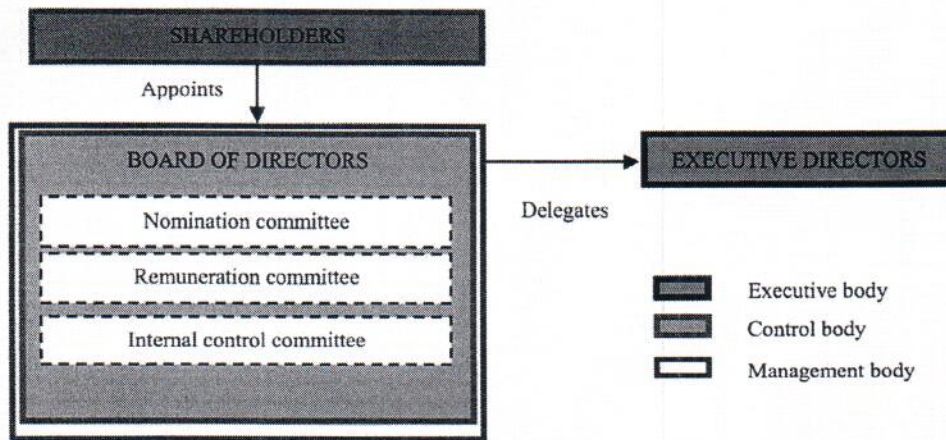 SHAREHOLDERS
Appoints
BOARD OF DIRECTORS
Nomination committee
Remuneration committee
Internal control committee
EXECUTIVE DIRECTORS
Delegates
Executive body
Control body
Management body